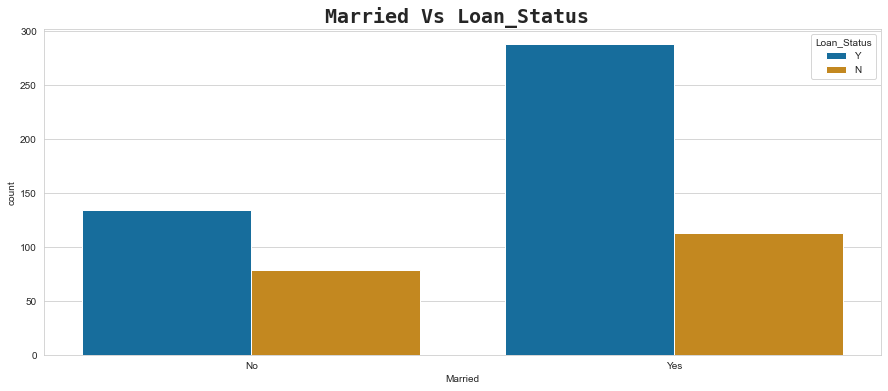 Married Vs Loan_Status
Loan_Status
Y
N
300
250
200
150
100
50
0
count
No
Yes
Married